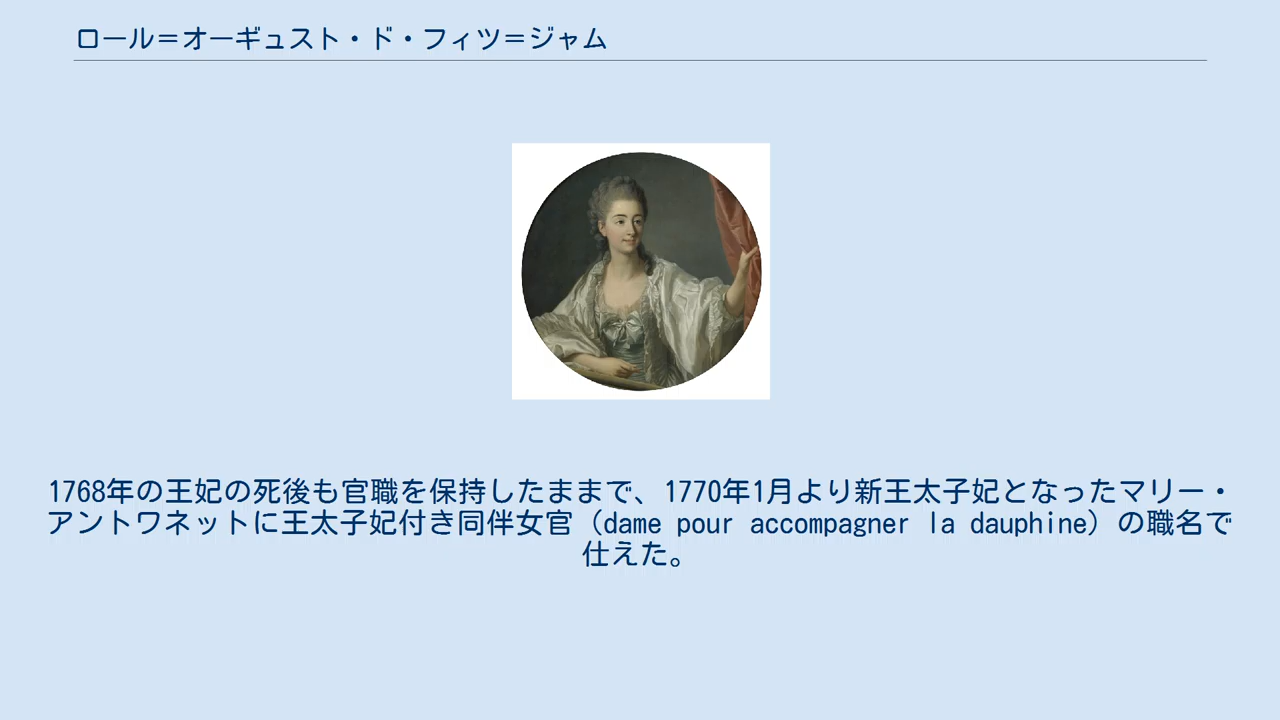 ロール＝オーギュスト・ド・フィツ＝ジャム
1768年の王妃の死後も官職を保持したままで、1770年1月より新王太子妃となったマリー・
アントワネットに王太子妃付き同伴女官（dame pour accompagner la dauphine）の職名で
仕えた。